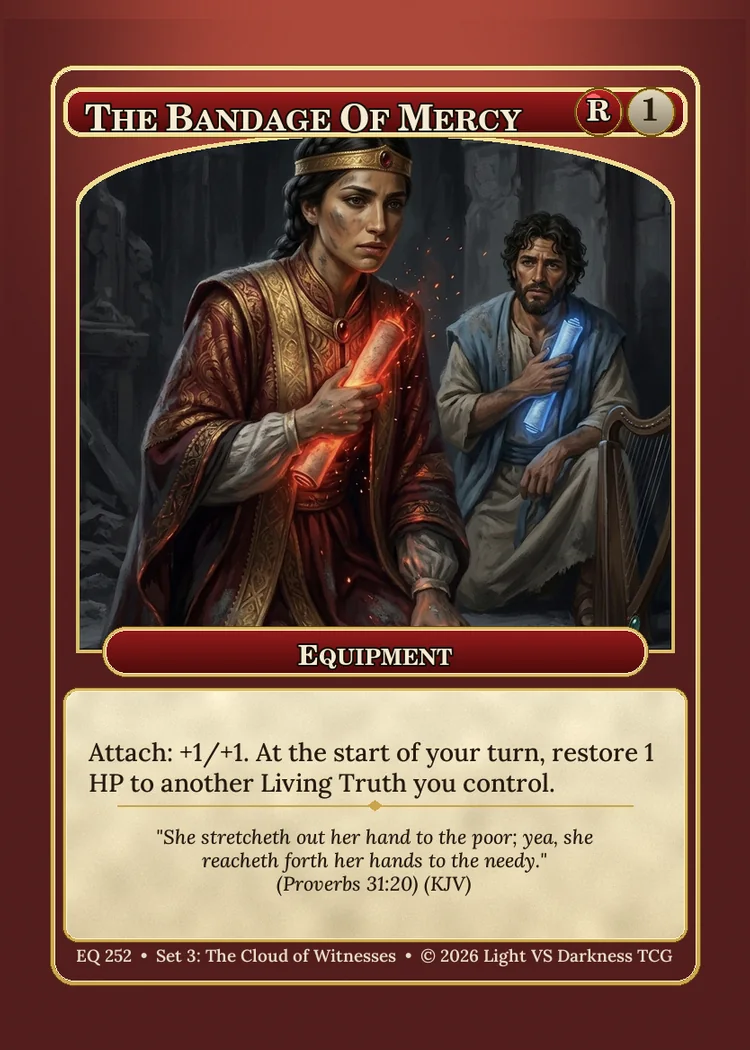 The Bandage Of Mercy R 1
Equipment
Attach: +1/+1. At the start of your turn, restore 1
HP to another Living Truth you control.
"She stretcheth out her hand to the poor; yea, she
reacheth forth her hands to the needy."
(Proverbs 31:20) (KJV)
EQ 252 • Set 3: The Cloud of Witnesses • © 2026 Light VS Darkness TCG